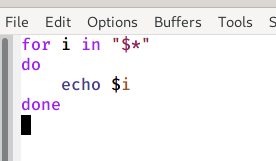 File Edit Options Buffers Tools S
for i in "$*"
do
    echo $i
done